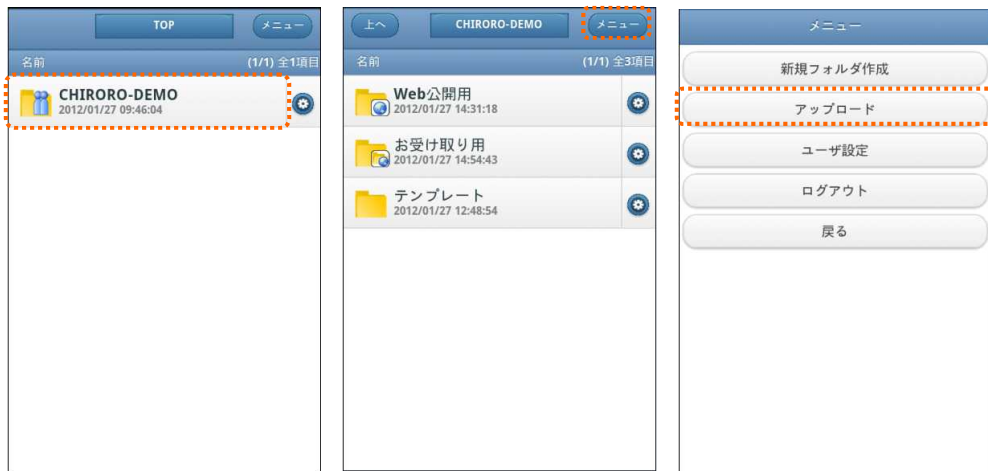 TOP
メニュー
名前
(1/1) 全1項目
CHIRORO-DEMO
2012/01/27 09:46:04
上へ
CHIRORO-DEMO
メニュー
名前
(1/1) 全3項目
Web公開用
2012/01/27 14:31:18
お受け取り用
2012/01/27 14:54:43
テンプレート
2012/01/27 12:48:54
メニュー
新規フォルダ作成
アップロード
ユーザ設定
ログアウト
戻る